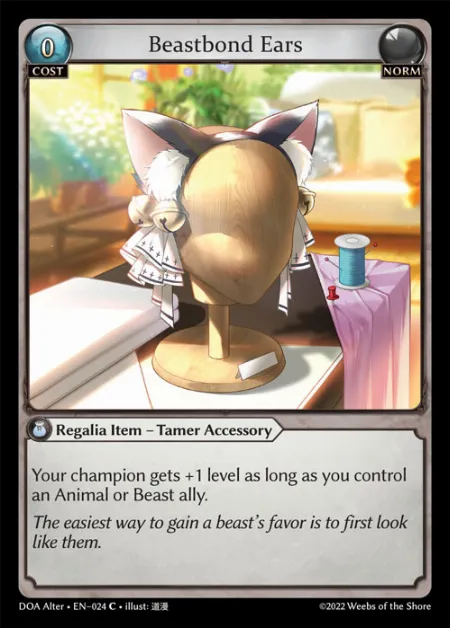 0
Beastbond Ears
COST
NORM
Regalia Item – Tamer Accessory
Your champion gets +1 level as long as you control
an Animal or Beast ally.
The easiest way to gain a beast's favor is to first look
like them.
DOA Alter • EN-024 C • illust: 道漫
©2022 Weebs of the Shore